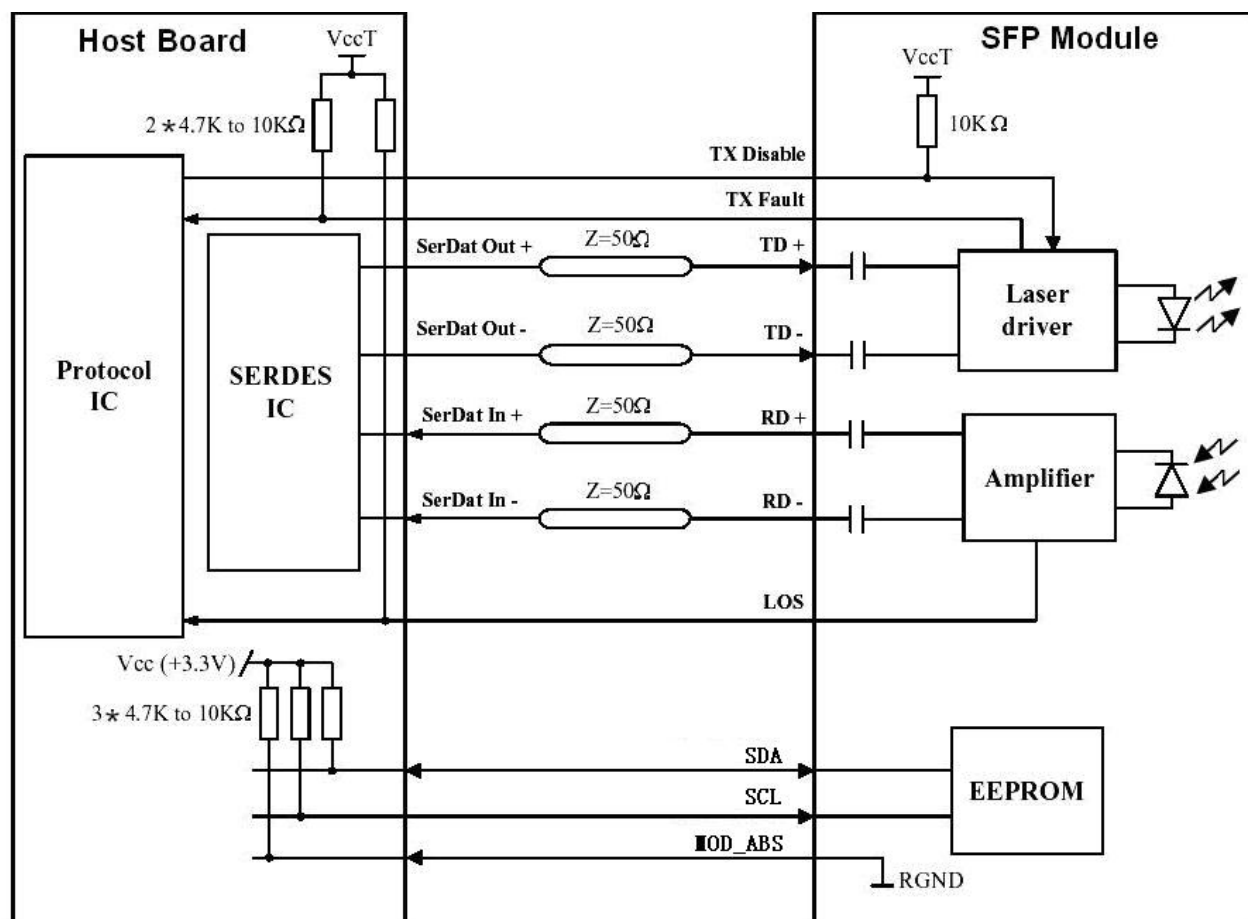 Host Board
SFP Module
VccT
VccT
2*4.7K to 10KΩ
10KΩ
TX Disable
TX Fault
SerDat Out +
Z=50Ω
TD +
Laser
driver
SerDat Out -
Z=50Ω
TD -
Protocol
IC
SERDES
IC
SerDat In +
Z=50Ω
RD +
Amplifier
SerDat In -
Z=50Ω
RD -
LOS
Vcc (+3.3V)
3*4.7K to 10KΩ
SDA
EEPROM
SCL
MOD_ABS
RGND